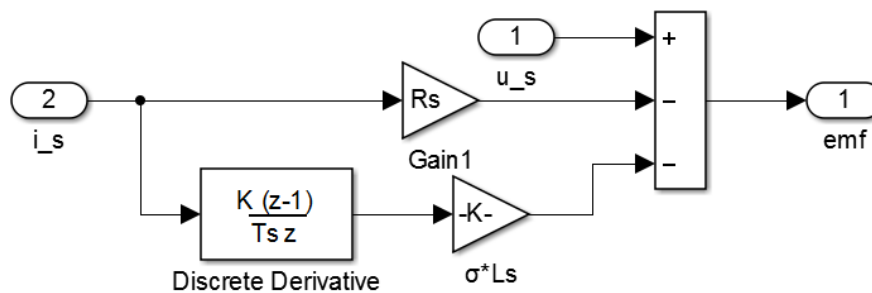 1
+
u_s
2
i_s
Rs
−
1
emf
Gain1
−
K (z-1)
Ts z
-K-
Discrete Derivative
σ*Ls